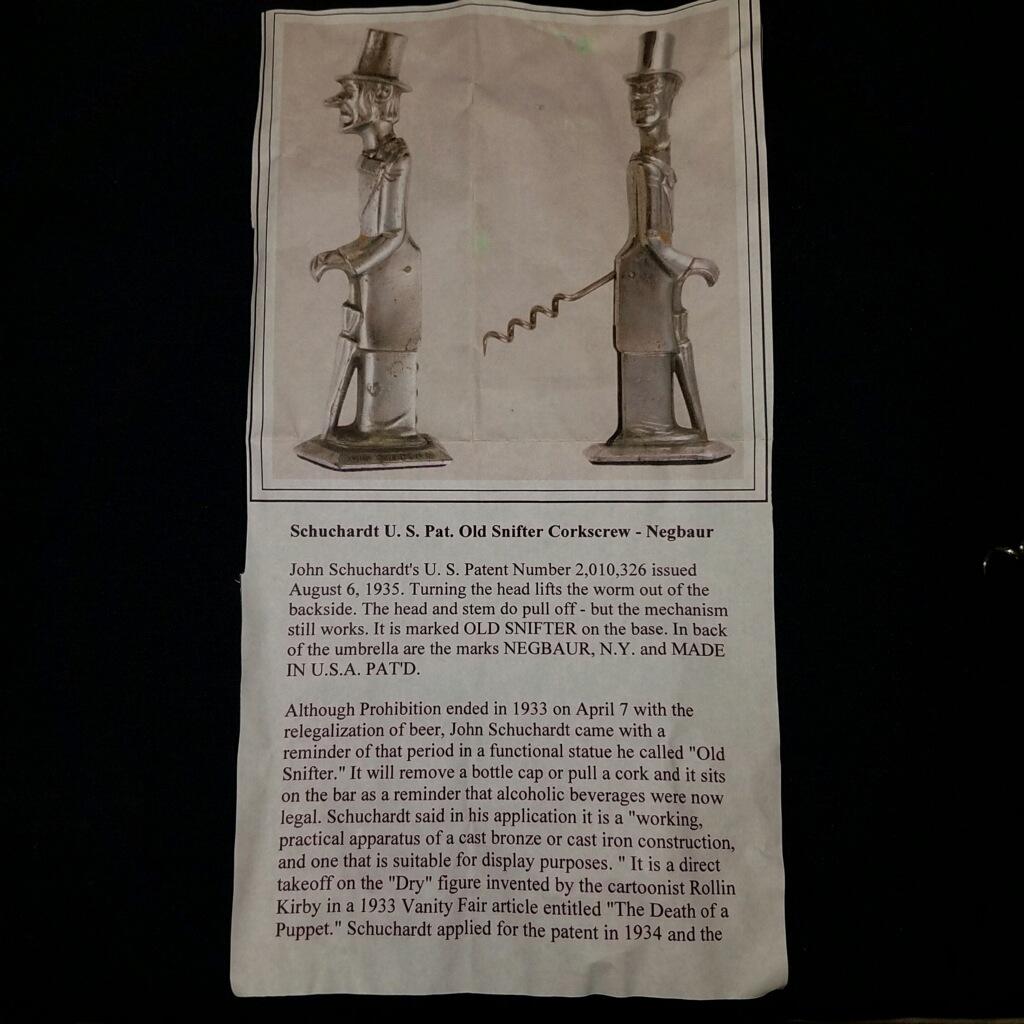 Schuchardt U. S. Pat. Old Snifter Corkscrew - Negbaur
John Schuchardt's U. S. Patent Number 2,010,326 issued
August 6, 1935. Turning the head lifts the worm out of the
backside. The head and stem do pull off - but the mechanism
still works. It is marked OLD SNIFTER on the base. In back
of the umbrella are the marks NEGBAUR, N.Y. and MADE
IN U.S.A. PAT'D.
Although Prohibition ended in 1933 on April 7 with the
relegalization of beer, John Schuchardt came with a
reminder of that period in a functional statue he called "Old
Snifter." It will remove a bottle cap or pull a cork and it sits
on the bar as a reminder that alcoholic beverages were now
legal. Schuchardt said in his application it is a "working,
practical apparatus of a cast bronze or cast iron construction,
and one that is suitable for display purposes. " It is a direct
takeoff on the "Dry" figure invented by the cartoonist Rollin
Kirby in a 1933 Vanity Fair article entitled "The Death of a
Puppet." Schuchardt applied for the patent in 1934 and the